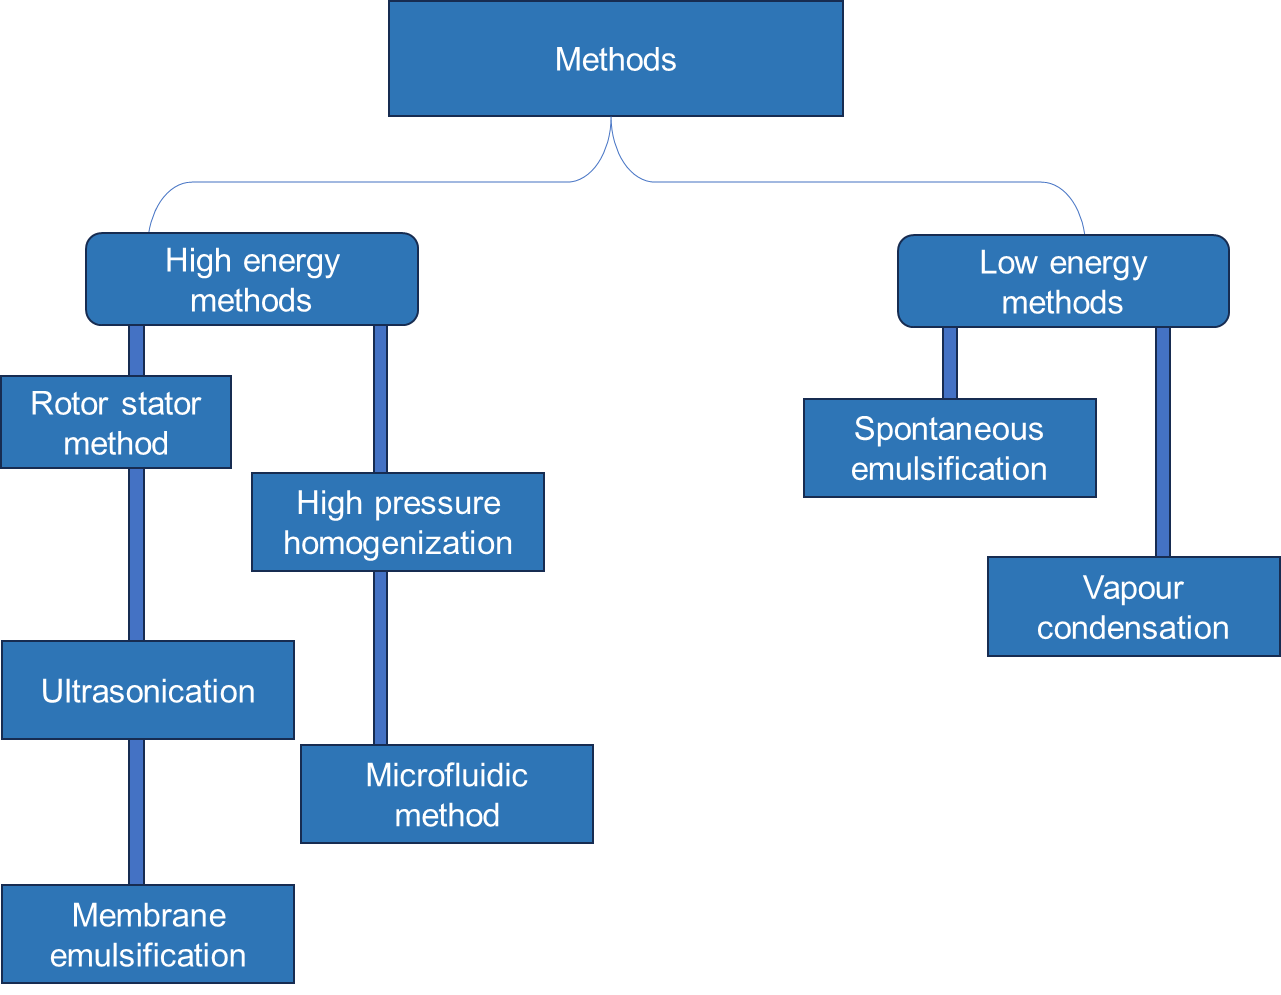 Methods
High energy
methods
Low energy
methods
Rotor stator
method
Spontaneous
emulsification
High pressure
homogenization
Vapour
condensation
Ultrasonication
Microfluidic
method
Membrane
emulsification